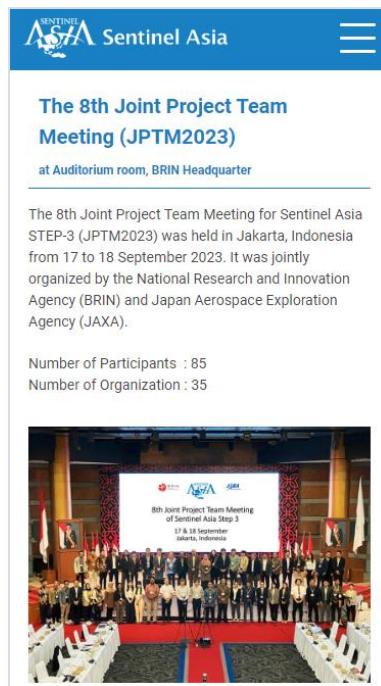 SENTINEL
ASIA
Sentinel Asia
The 8th Joint Project Team
Meeting (JPTM2023)
at Auditorium room, BRIN Headquarter
The 8th Joint Project Team Meeting for Sentinel Asia
STEP-3 (JPTM2023) was held in Jakarta, Indonesia
from 17 to 18 September 2023. It was jointly
organized by the National Research and Innovation
Agency (BRIN) and Japan Aerospace Exploration
Agency (JAXA).
Number of Participants : 85
Number of Organization : 35
8th Joint Project Team Meeting
of Sentinel Asia Step 3
17 & 18 September
Jakarta, Indonesia